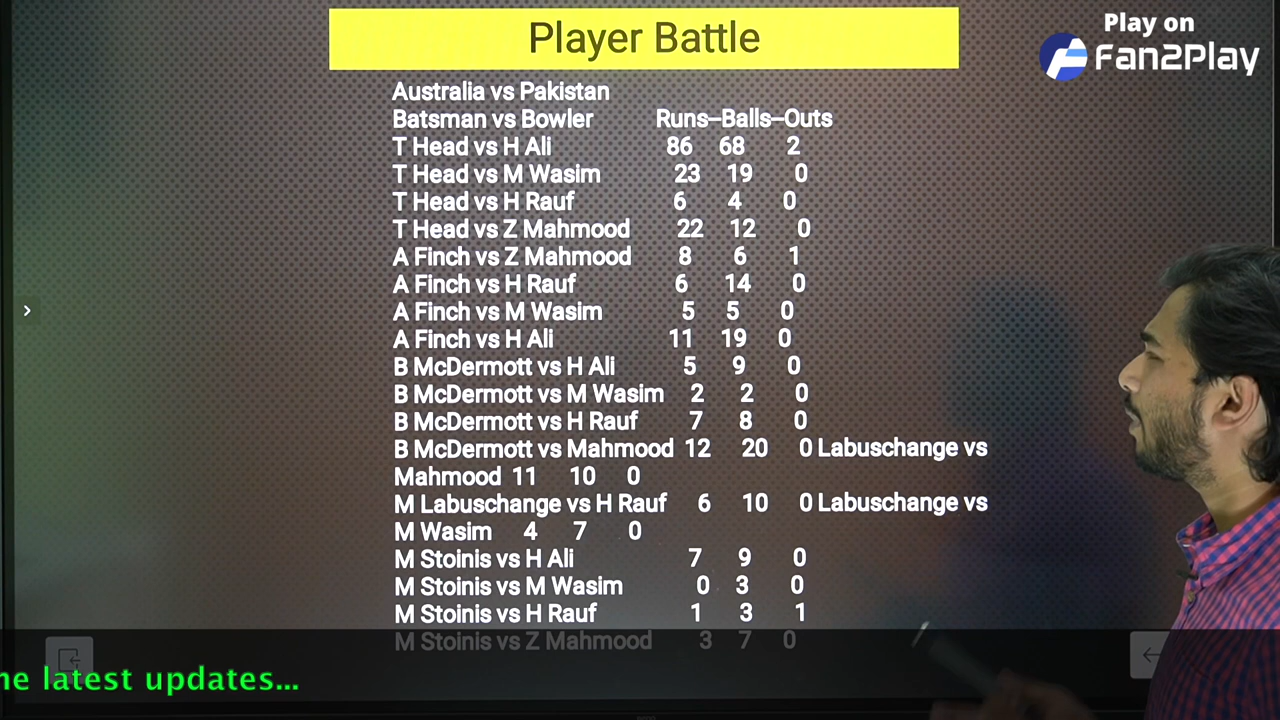 Player Battle
Play on
Fan2Play
Australia vs Pakistan
Batsman vs Bowler Runs–Balls–Outs
T Head vs H Ali 86 68 2
T Head vs M Wasim 23 19 0
T Head vs H Rauf 6 4 0
T Head vs Z Mahmood 22 12 0
A Finch vs Z Mahmood 8 6 1
A Finch vs H Rauf 6 14 0
A Finch vs M Wasim 5 5 0
A Finch vs H Ali 11 19 0
B McDermott vs H Ali 5 9 0
B McDermott vs M Wasim 2 2 0
B McDermott vs H Rauf 7 8 0
B McDermott vs Mahmood 12 20 0 Labuschange vs
Mahmood 11 10 0
M Labuschange vs H Rauf 6 10 0 Labuschange vs
M Wasim 4 7 0
M Stoinis vs H Ali 7 9 0
M Stoinis vs M Wasim 0 3 0
M Stoinis vs H Rauf 1 3 1
M Stoinis vs Z Mahmood 3 7 0
he latest updates...